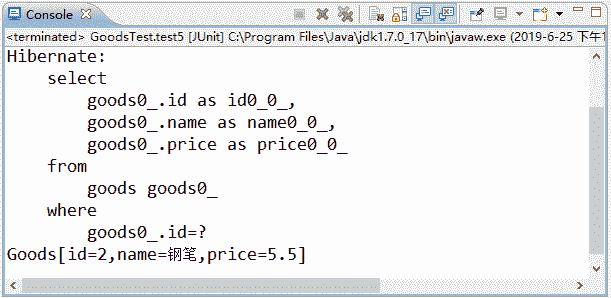 Console
<terminated> GoodsTest.test5 [JUnit] C:\Program Files\Java\jdk1.7.0_17\bin\javaw.exe (2019-6-25 下午1
Hibernate:
    select
        goods0_.id as id0_0_,
        goods0_.name as name0_0_,
        goods0_.price as price0_0_
    from
        goods goods0_
    where
        goods0_.id=?
Goods[id=2,name=钢笔,price=5.5]